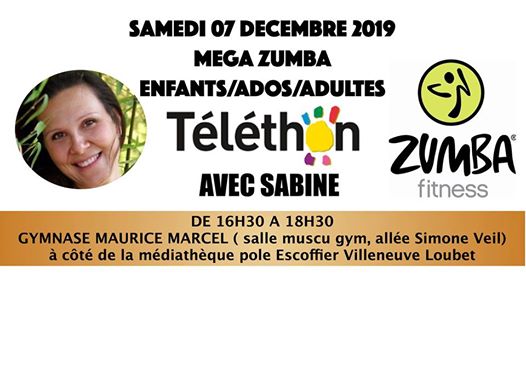 SAMEDI 07 DECEMBRE 2019
MEGA ZUMBA
ENFANTS/ADOS/ADULTES
Téléthon
AVEC SABINE
ZUMBA®
fitness
DE 16H30 A 18H30
GYMNASE MAURICE MARCEL ( salle muscu gym, allée Simone Veil)
à côté de la médiathèque pole Escoffier Villeneuve Loubet